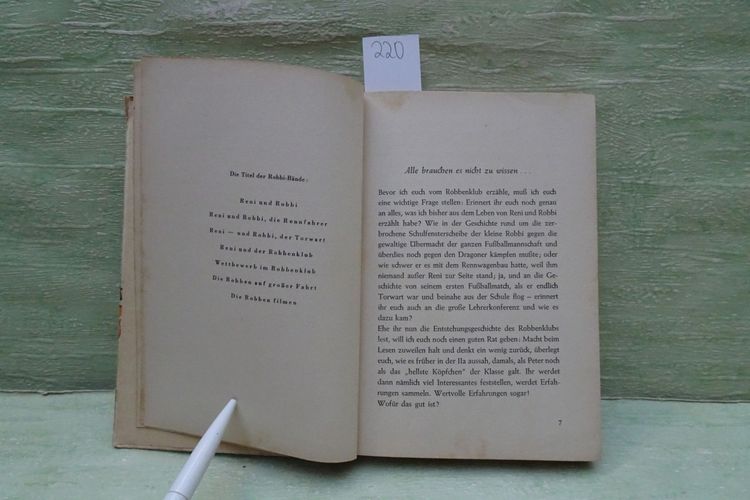 220
Die Titel der Robbi-Bände:
Reni und Robbi
Reni und Robbi, die Rennfahrer
Reni — und Robbi, der Torwart
Reni und der Robbenklub
Wettbewerb im Robbenklub
Die Robben auf großer Fahrt
Die Robben filmen
Alle brauchen es nicht zu wissen . . .
Bevor ich euch vom Robbenklub erzähle, muß ich euch
eine wichtige Frage stellen: Erinnert ihr euch noch genau
an alles, was ich bisher aus dem Leben von Reni und Robbi
erzählt habe? Wie in der Geschichte rund um die zer-
brochene Schulfensterscheibe der kleine Robbi gegen die
gewaltige Übermacht der ganzen Fußballmannschaft und
überdies noch gegen den Dragoner kämpfen mußte; oder
wie schwer er es mit dem Rennwagenbau hatte, weil ihm
niemand außer Reni zur Seite stand; ja, und an die Ge-
schichte von seinem ersten Fußballmatch, als er endlich
Torwart war und beinahe aus der Schule flog – erinnert
ihr euch auch an die große Lehrerkonferenz und wie es
dazu kam?
Ehe ihr nun die Entstehungsgeschichte des Robbenklubs
lest, will ich euch noch einen guten Rat geben: Macht beim
Lesen zuweilen halt und denkt ein wenig zurück, überlegt
euch, wie es früher in der IIa aussah, damals, als Peter noch
als das „hellste Köpfchen" der Klasse galt. Ihr werdet
dann nämlich viel Interessantes feststellen, werdet Erfah-
rungen sammeln. Wertvolle Erfahrungen sogar!
Wofür das gut ist?
7